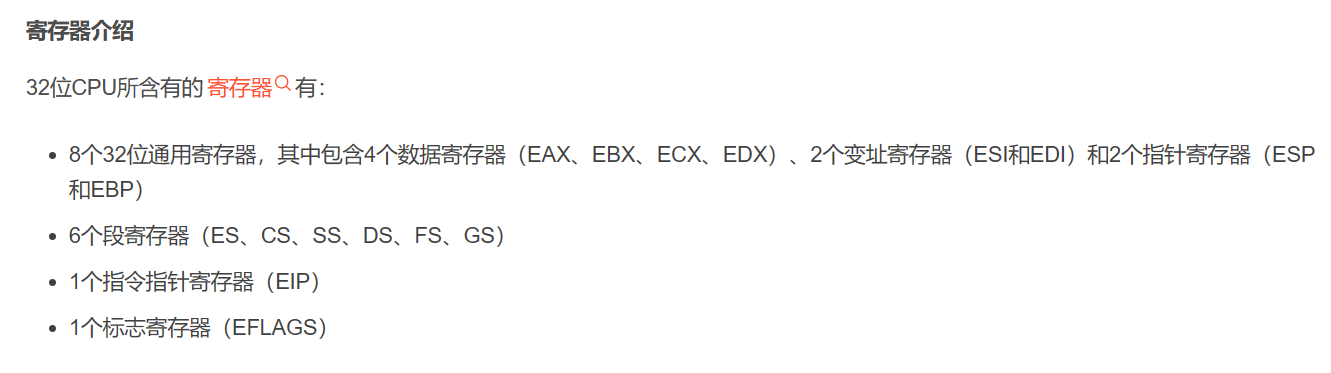 寄存器介绍
32位CPU所含有的 寄存器 有：
• 8个32位通用寄存器，其中包含4个数据寄存器（EAX、EBX、ECX、EDX）、2个变址寄存器（ESI和EDI）和2个指针寄存器（ESP
和EBP）
• 6个段寄存器（ES、CS、SS、DS、FS、GS）
• 1个指令指针寄存器（EIP）
• 1个标志寄存器（EFLAGS）